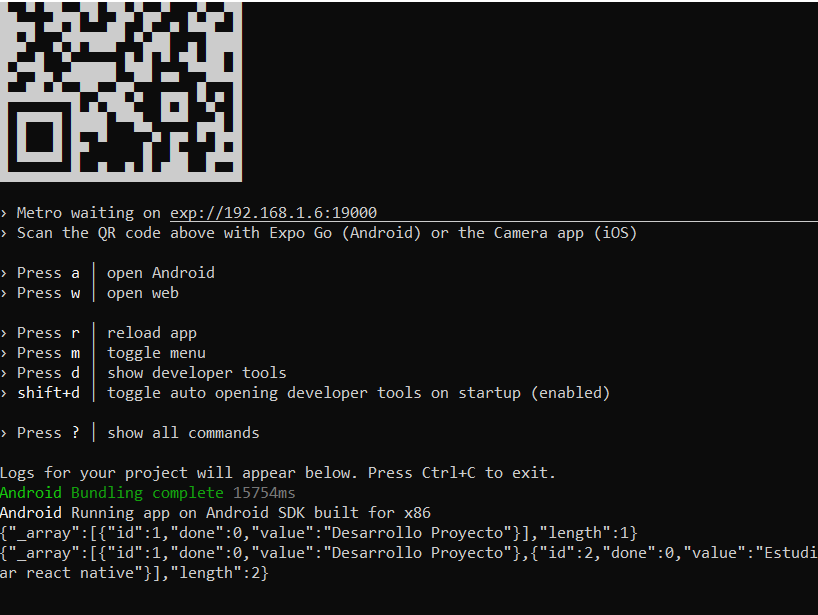 › Metro waiting on exp://192.168.1.6:19000
› Scan the QR code above with Expo Go (Android) or the Camera app (iOS)
› Press a │ open Android
› Press w │ open web
› Press r │ reload app
› Press m │ toggle menu
› Press d │ show developer tools
› shift+d │ toggle auto opening developer tools on startup (enabled)
› Press ? │ show all commands
Logs for your project will appear below. Press Ctrl+C to exit.
Android Bundling complete 15754ms
Android Running app on Android SDK built for x86
{"_array":[{"id":1,"done":0,"value":"Desarrollo Proyecto"}],"length":1}
{"_array":[{"id":1,"done":0,"value":"Desarrollo Proyecto"},{"id":2,"done":0,"value":"Estudi
ar react native"}],"length":2}